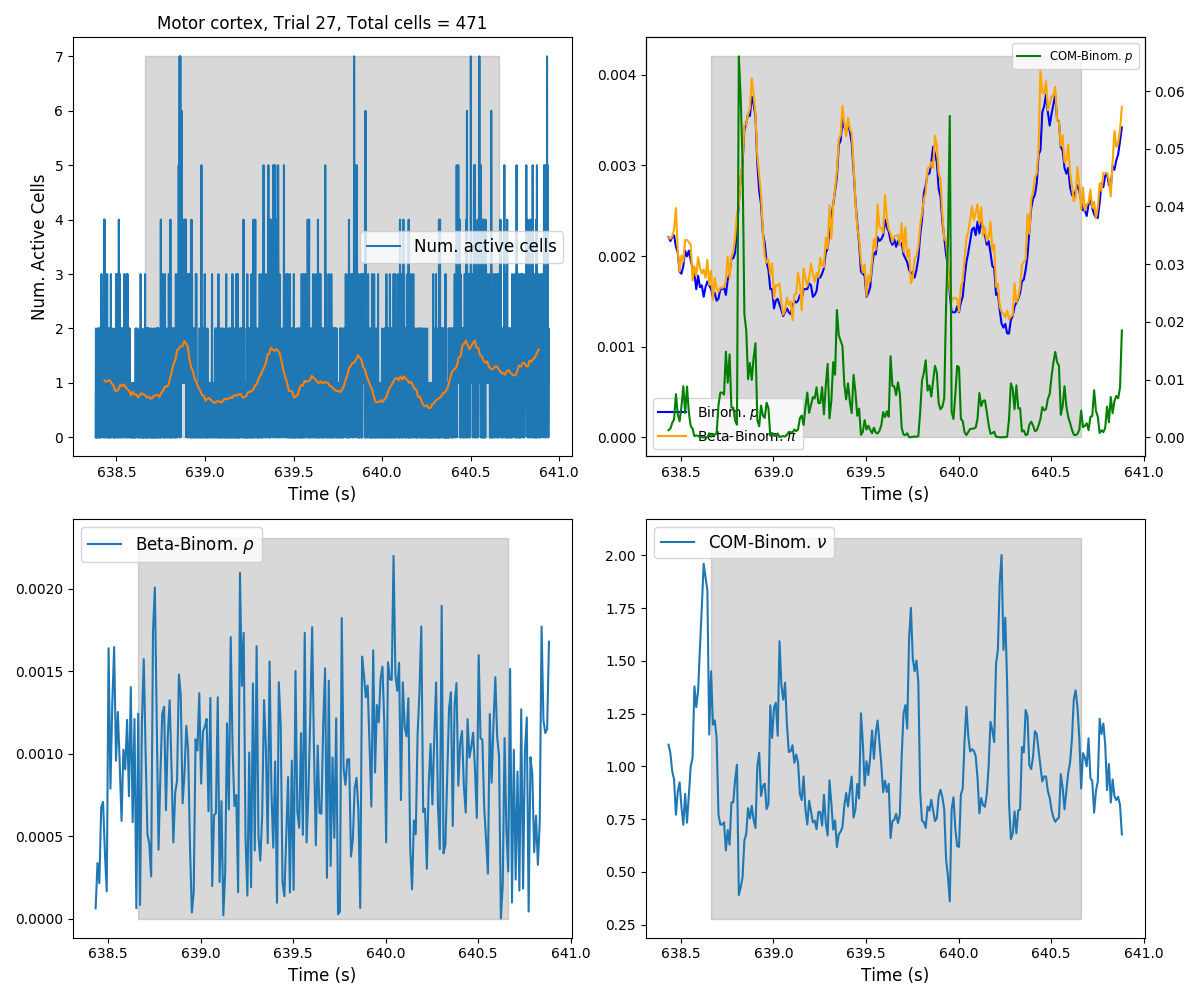 Motor cortex, Trial 27, Total cells = 471
7
6
5
4
3
2
1
0
Num. Active Cells
Num. active cells
638.5 639.0 639.5 640.0 640.5 641.0
Time (s)
0.004
0.003
0.002
0.001
0.000
COM-Binom. p
0.06
0.05
0.04
0.03
0.02
0.01
0.00
Binom. p
Beta-Binom. π
638.5 639.0 639.5 640.0 640.5 641.0
Time (s)
Beta-Binom. ρ
0.0020
0.0015
0.0010
0.0005
0.0000
638.5 639.0 639.5 640.0 640.5 641.0
Time (s)
COM-Binom. ν
2.00
1.75
1.50
1.25
1.00
0.75
0.50
0.25
638.5 639.0 639.5 640.0 640.5 641.0
Time (s)